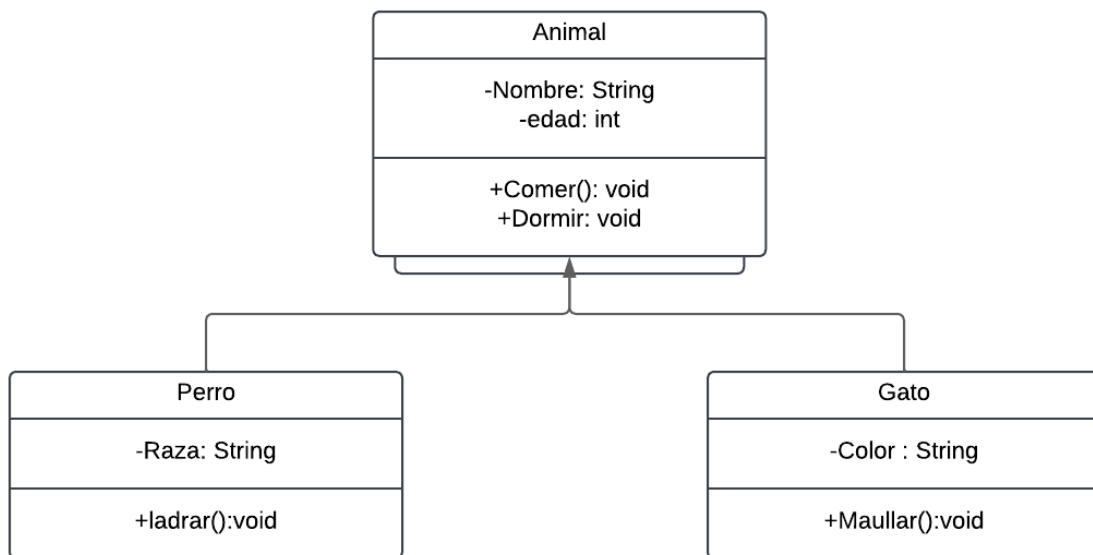 Animal
-Nombre: String
-edad: int
+Comer(): void
+Dormir: void
Perro
-Raza: String
+ladrar():void
Gato
-Color : String
+Maullar():void